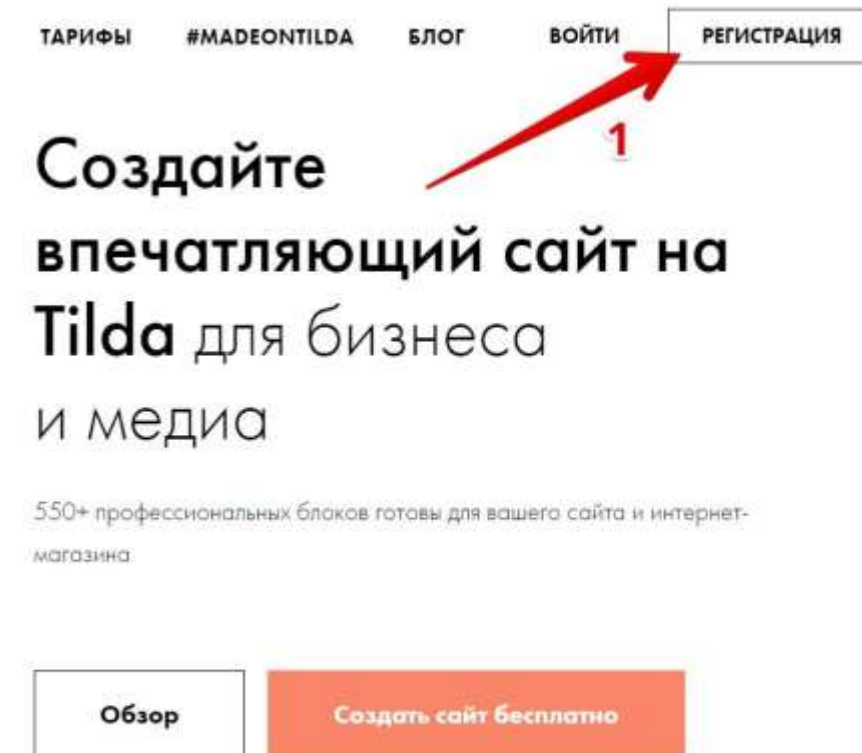 ТАРИФЫ #MADEONTILDA БЛОГ ВОЙТИ РЕГИСТРАЦИЯ
1
Создайте
впечатляющий сайт на
Tilda для бизнеса
и медиа
550+ профессиональных блоков готовы для вашего сайта и интернет-
магазина
Обзор Создать сайт бесплатно